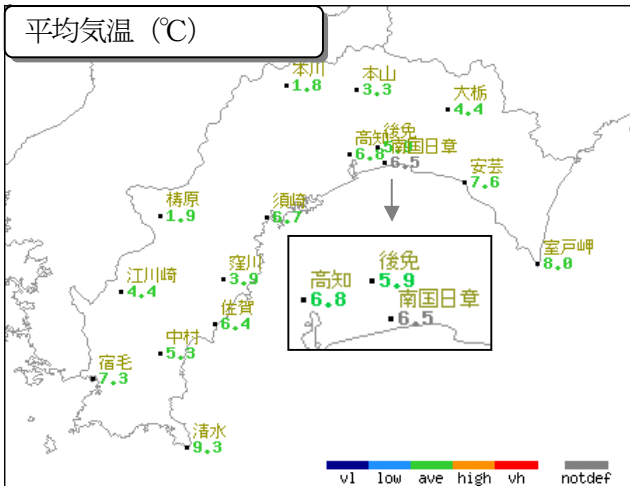 平均気温（℃）
本川
1.8
本山
3.3
大栃
4.4
後免
5.9
高知
6.8
南国日章
6.5
安芸
7.6
梼原
1.9
須崎
6.7
室戸岬
8.0
窪川
3.9
江川崎
4.4
佐賀
6.4
中村
5.3
宿毛
7.3
清水
9.3
後免
5.9
高知
6.8
南国日章
6.5
vl low ave high vh notdef